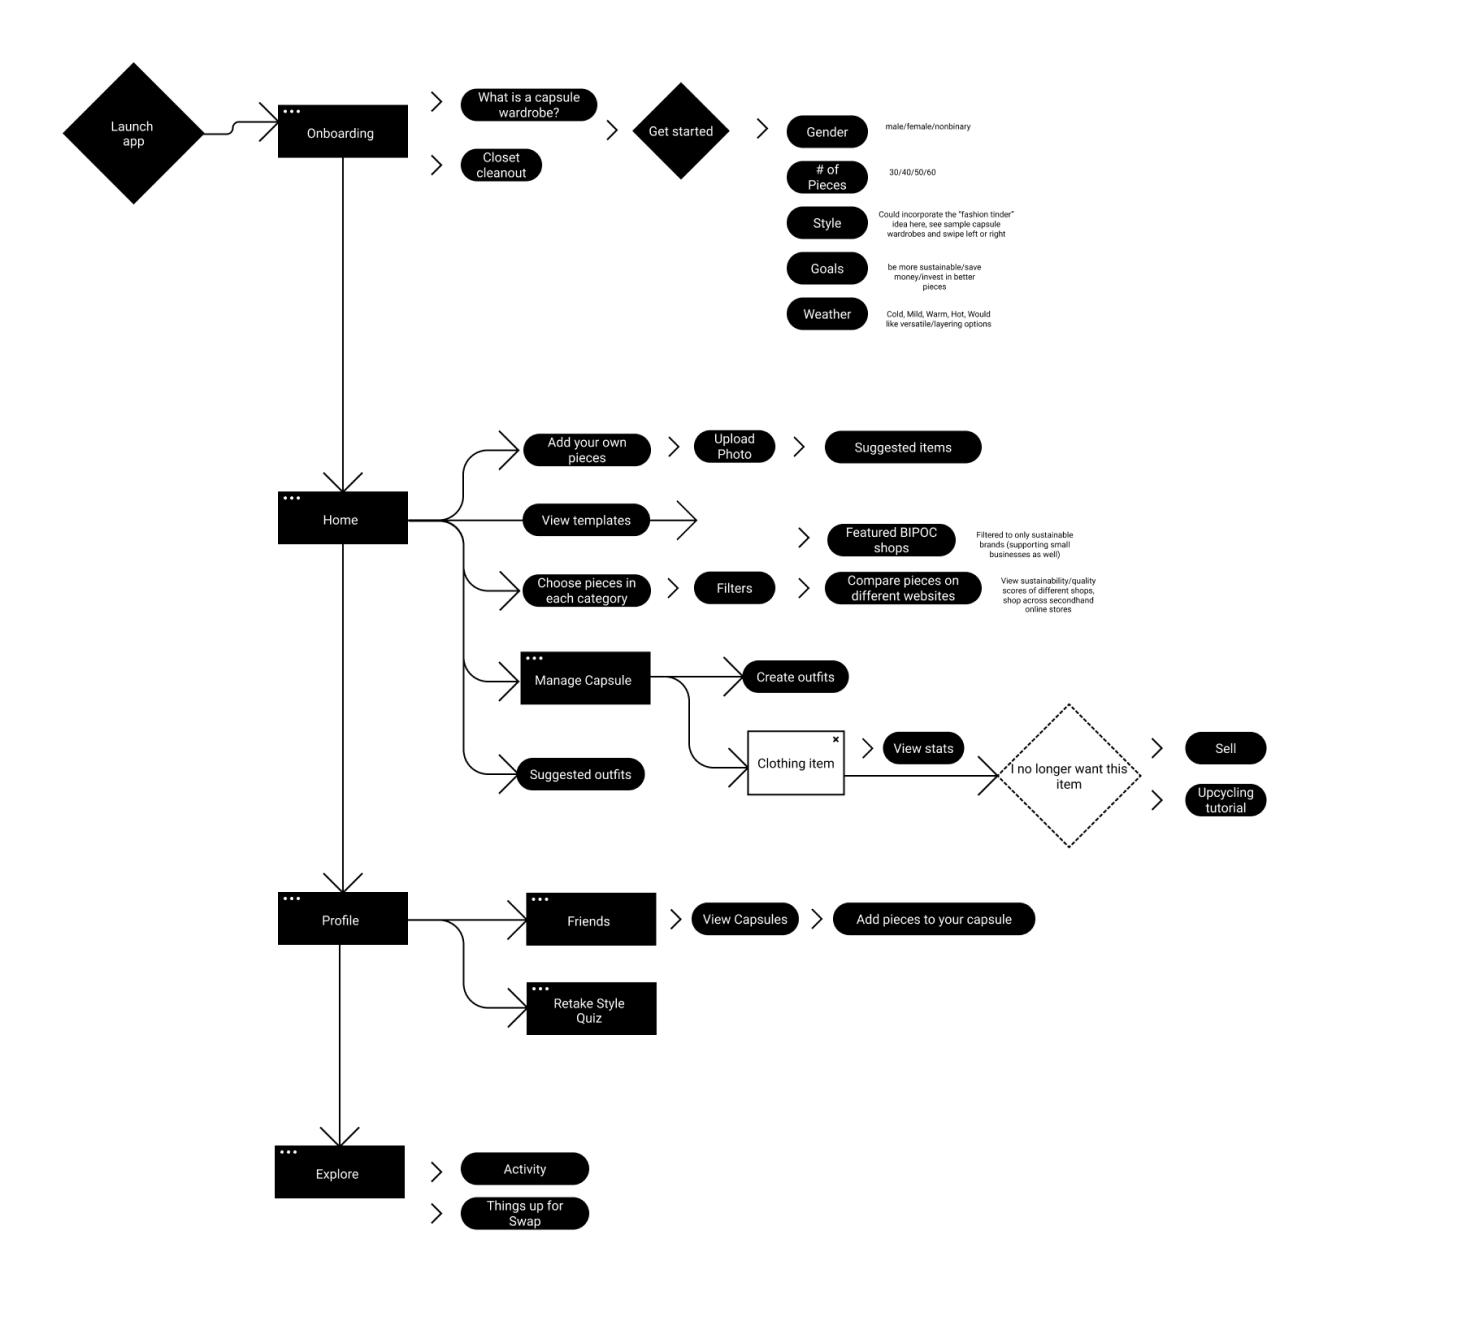 Launch
app
Onboarding
What is a capsule
wardrobe?
Closet
cleanout
Get started
Gender
male/female/nonbinary
# of
Pieces
30/40/50/60
Style
Could incorporate the "fashion tinder"
idea here, see sample capsule
wardrobes and swipe left or right
Goals
be more sustainable/save
money/invest in better
pieces
Weather
Cold, Mild, Warm, Hot, Would
like versatile/layering options
Home
Add your own
pieces
Upload
Photo
Suggested items
View templates
Featured BIPOC
shops
Filtered to only sustainable
brands (supporting small
businesses as well)
Choose pieces in
each category
Filters
Compare pieces on
different websites
View sustainability/quality
scores of different shops,
shop across secondhand
online stores
Manage Capsule
Create outfits
Clothing item
View stats
I no longer want this
item
Sell
Upcycling
tutorial
Suggested outfits
Profile
Friends
View Capsules
Add pieces to your capsule
Retake Style
Quiz
Explore
Activity
Things up for
Swap